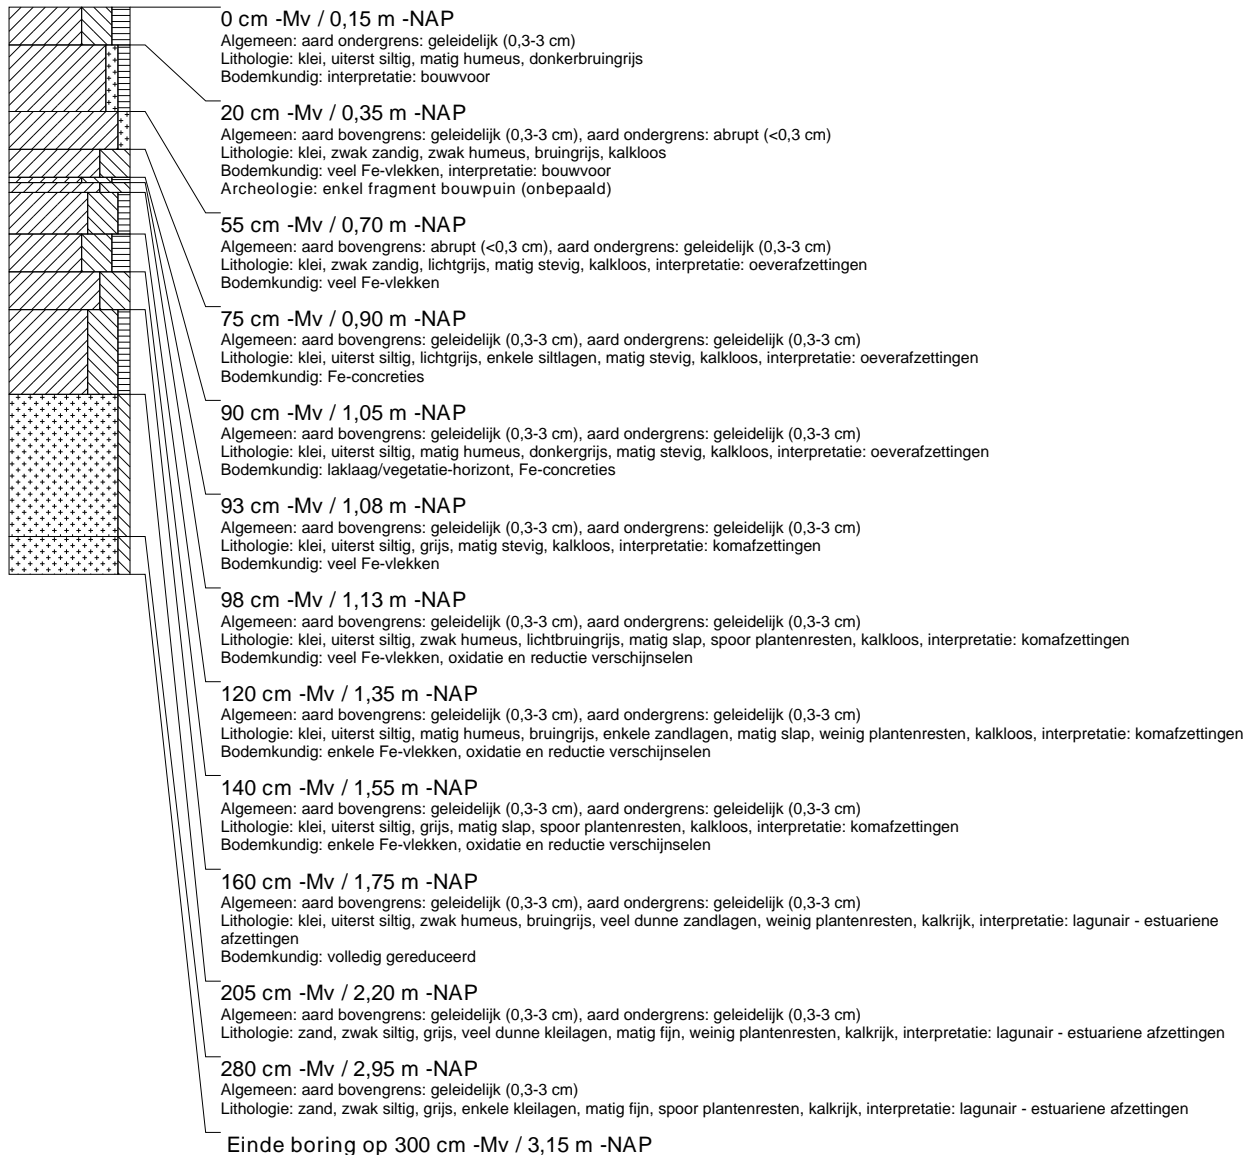 0 cm -Mv / 0,15 m -NAP
Algemeen: aard ondergrens: geleidelijk (0,3-3 cm)
Lithologie: klei, uiterst siltig, matig humeus, donkerbruingrijs
Bodemkundig: interpretatie: bouwvoor
20 cm -Mv / 0,35 m -NAP
Algemeen: aard bovengrens: geleidelijk (0,3-3 cm), aard ondergrens: abrupt (<0,3 cm)
Lithologie: klei, zwak zandig, zwak humeus, bruingrijs, kalkloos
Bodemkundig: veel Fe-vlekken, interpretatie: bouwvoor
Archeologie: enkel fragment bouwpuin (onbepaald)
55 cm -Mv / 0,70 m -NAP
Algemeen: aard bovengrens: abrupt (<0,3 cm), aard ondergrens: geleidelijk (0,3-3 cm)
Lithologie: klei, zwak zandig, lichtgrijs, matig stevig, kalkloos, interpretatie: oeverafzettingen
Bodemkundig: veel Fe-vlekken
75 cm -Mv / 0,90 m -NAP
Algemeen: aard bovengrens: geleidelijk (0,3-3 cm), aard ondergrens: geleidelijk (0,3-3 cm)
Lithologie: klei, uiterst siltig, lichtgrijs, enkele siltlagen, matig stevig, kalkloos, interpretatie: oeverafzettingen
Bodemkundig: Fe-concreties
90 cm -Mv / 1,05 m -NAP
Algemeen: aard bovengrens: geleidelijk (0,3-3 cm), aard ondergrens: geleidelijk (0,3-3 cm)
Lithologie: klei, uiterst siltig, matig humeus, donkergrijs, matig stevig, kalkloos, interpretatie: oeverafzettingen
Bodemkundig: laklaag/vegetatie-horizont, Fe-concreties
93 cm -Mv / 1,08 m -NAP
Algemeen: aard bovengrens: geleidelijk (0,3-3 cm), aard ondergrens: geleidelijk (0,3-3 cm)
Lithologie: klei, uiterst siltig, grijs, matig stevig, kalkloos, interpretatie: komafzettingen
Bodemkundig: veel Fe-vlekken
98 cm -Mv / 1,13 m -NAP
Algemeen: aard bovengrens: geleidelijk (0,3-3 cm), aard ondergrens: geleidelijk (0,3-3 cm)
Lithologie: klei, uiterst siltig, zwak humeus, lichtbruingrijs, matig slap, spoor plantenresten, kalkloos, interpretatie: komafzettingen
Bodemkundig: veel Fe-vlekken, oxidatie en reductie verschijnselen
120 cm -Mv / 1,35 m -NAP
Algemeen: aard bovengrens: geleidelijk (0,3-3 cm), aard ondergrens: geleidelijk (0,3-3 cm)
Lithologie: klei, uiterst siltig, matig humeus, bruingrijs, enkele zandlagen, matig slap, weinig plantenresten, kalkloos, interpretatie: komafzettingen
Bodemkundig: enkele Fe-vlekken, oxidatie en reductie verschijnselen
140 cm -Mv / 1,55 m -NAP
Algemeen: aard bovengrens: geleidelijk (0,3-3 cm), aard ondergrens: geleidelijk (0,3-3 cm)
Lithologie: klei, uiterst siltig, grijs, matig slap, spoor plantenresten, kalkloos, interpretatie: komafzettingen
Bodemkundig: enkele Fe-vlekken, oxidatie en reductie verschijnselen
160 cm -Mv / 1,75 m -NAP
Algemeen: aard bovengrens: geleidelijk (0,3-3 cm), aard ondergrens: geleidelijk (0,3-3 cm)
Lithologie: klei, uiterst siltig, zwak humeus, bruingrijs, veel dunne zandlagen, weinig plantenresten, kalkrijk, interpretatie: lagunair - estuariene
afzettingen
Bodemkundig: volledig gereduceerd
205 cm -Mv / 2,20 m -NAP
Algemeen: aard bovengrens: geleidelijk (0,3-3 cm), aard ondergrens: geleidelijk (0,3-3 cm)
Lithologie: zand, zwak siltig, grijs, veel dunne kleilagen, matig fijn, weinig plantenresten, kalkrijk, interpretatie: lagunair - estuariene afzettingen
280 cm -Mv / 2,95 m -NAP
Algemeen: aard bovengrens: geleidelijk (0,3-3 cm)
Lithologie: zand, zwak siltig, grijs, enkele kleilagen, matig fijn, spoor plantenresten, kalkrijk, interpretatie: lagunair - estuariene afzettingen
Einde boring op 300 cm -Mv / 3,15 m -NAP